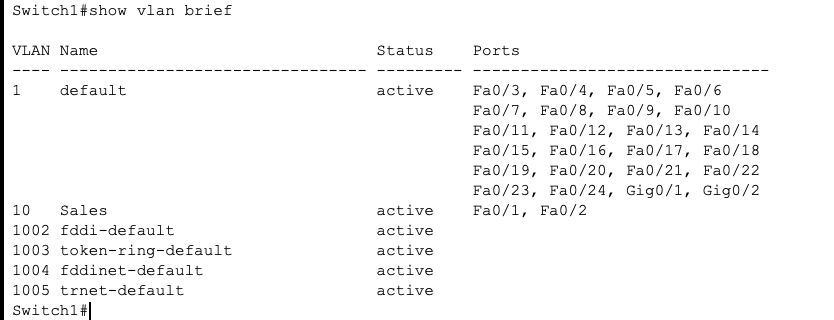 Switch1#show vlan brief
VLAN Name                             Status    Ports
---- -------------------------------- --------- -------------------------------
1    default                          active    Fa0/3, Fa0/4, Fa0/5, Fa0/6
                                                Fa0/7, Fa0/8, Fa0/9, Fa0/10
                                                Fa0/11, Fa0/12, Fa0/13, Fa0/14
                                                Fa0/15, Fa0/16, Fa0/17, Fa0/18
                                                Fa0/19, Fa0/20, Fa0/21, Fa0/22
                                                Fa0/23, Fa0/24, Gig0/1, Gig0/2
10   Sales                            active    Fa0/1, Fa0/2
1002 fddi-default                     active
1003 token-ring-default               active
1004 fddinet-default                  active
1005 trnet-default                    active
Switch1#